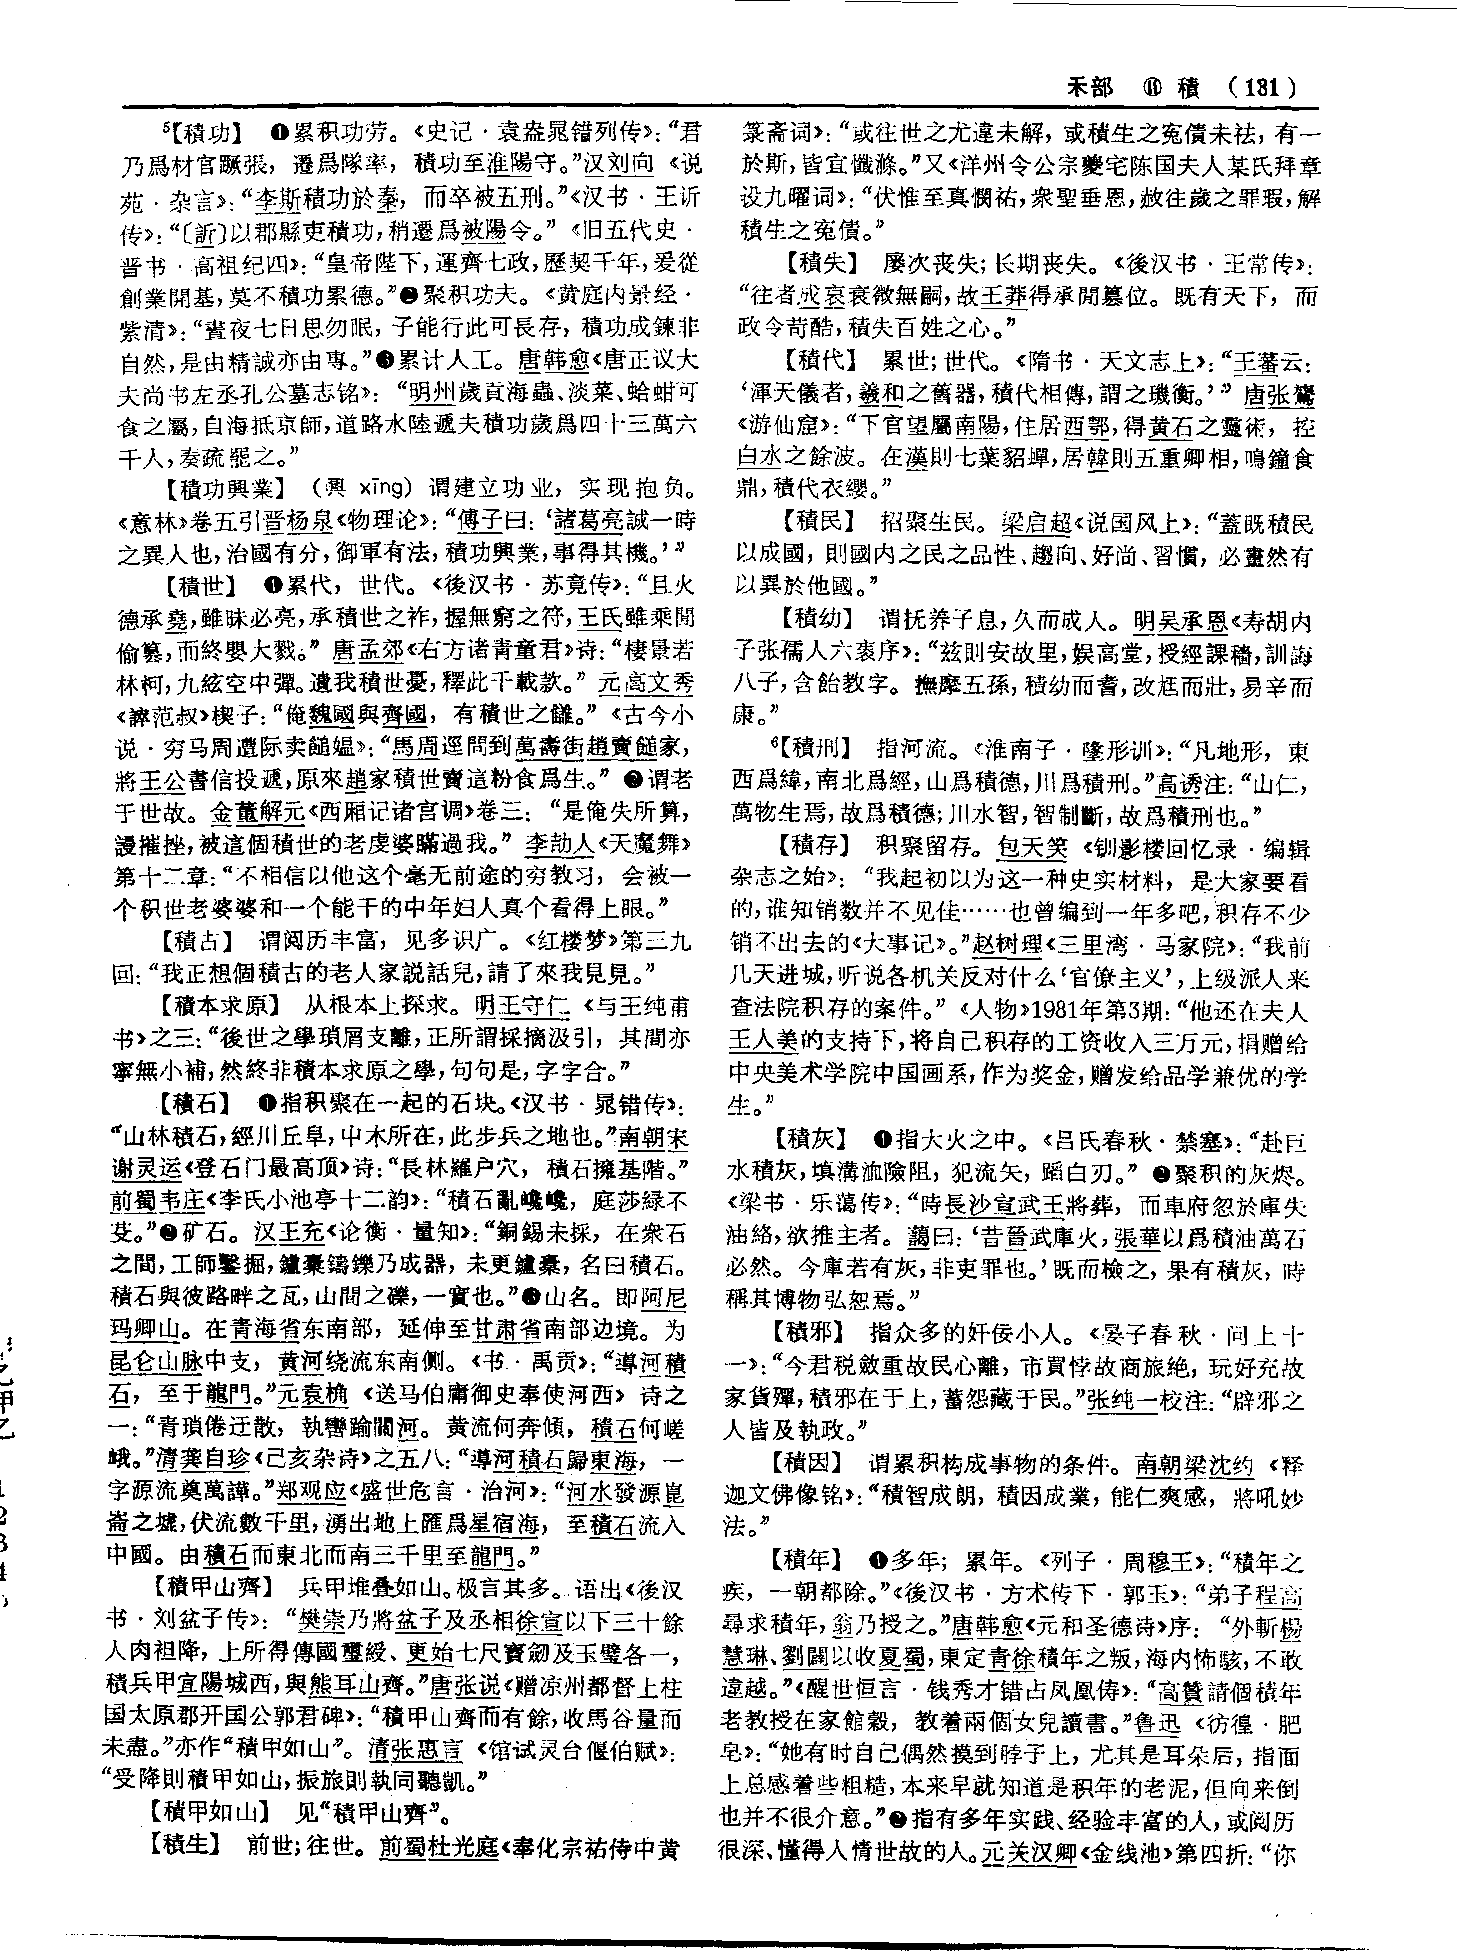 禾部 ⑪ 積 （131）
⁵【積功】 ❶累积功劳。《史记·袁盎晁错列传》：“君
乃爲材官蹶張，遷爲隊率，積功至淮陽守。”汉刘向《说
苑·杂言》：“李斯積功於秦，而卒被五刑。”《汉书·王䜣
传》：“〔訢〕以郡縣吏積功，稍遷爲被陽令。”《旧五代史·
晋书·高祖纪四》：“皇帝陛下，運齊七政，歷契千年，爰從
創業開基，莫不積功累德。”❷聚积功夫。《黄庭内景经·
紫清》：“晝夜七日思勿眠，子能行此可長存，積功成鍊非
自然，是由精誠亦由専。”❸累计人工。唐韩愈《唐正议大
夫尚书左丞孔公墓志铭》：“明州歲貢海蟲、淡菜、蛤蚶可
食之屬，自海抵京師，道路水陸遞夫積功歲爲四十三萬六
千人，奏疏罷之。”
【積功興業】 （興 xīng）谓建立功业，实现抱负。
《意林》卷五引晋杨泉《物理论》：“傅子曰：‘諸葛亮誠一時
之異人也，治國有分，御軍有法，積功興業，事得其機。’”
【積世】 ❶累代，世代。《後汉书·苏竟传》：“且火
德承堯，雖昧必亮，承積世之祚，握無窮之符，王氏雖乘間
偷篡，而終嬰大戮。”唐孟郊《右方诸青童君》诗：“棲景若
林柯，九絃空中彈。遺我積世憂，釋此千載歎。”元高文秀
《谇范叔》楔子：“俺魏國與齊國，有積世之讎。”《古今小
说·穷马周遭际卖䭔媪》：“馬周逕問到萬壽街趙賣䭔家，
將王公書信投遞，原來趙家積世賣這粉食爲生。”❷谓老
于世故。金董解元《西厢记诸宫调》卷三：“是俺失所算，
謾摧挫，被這個積世的老虔婆瞞過我。”李劼人《天魔舞》
第十二章：“不相信以他这个毫无前途的穷教习，会被一
个积世老婆婆和一个能干的中年妇人真个看得上眼。”
【積古】 谓阅历丰富，见多识广。《红楼梦》第三九
回：“我正想個積古的老人家説話兒，請了來我見見。”
【積本求原】 从根本上探求。明王守仁《与王纯甫
书》之三：“後世之學瑣屑支離，正所謂採摘汲引，其間亦
寧無小補，然終非積本求原之學，句句是，字字合。”
【積石】 ❶指积聚在一起的石块。《汉书·晁错传》：
“山林積石，經川丘阜，屮木所在，此步兵之地也。”南朝宋
谢灵运《登石门最高顶》诗：“長林羅户穴，積石擁基階。”
前蜀韦庄《李氏小池亭十二韵》：“積石亂巉巉，庭莎緑不
芟。”❷矿石。汉王充《论衡·量知》：“銅錫未採，在衆石
之間，工師鑿掘，鑪橐鑄鑠乃成器，未更鑪橐，名曰積石。
積石與彼路畔之瓦，山間之礫，一實也。”❸山名。即阿尼
玛卿山。在青海省东南部，延伸至甘肃省南部边境。为
昆仑山脉中支，黄河绕流东南侧。《书·禹贡》：“導河積
石，至于龍門。”元袁桷《送马伯庸御史奉使河西》诗之
一：“青瑣倦迂散，執轡踰關河。黄流何奔傾，積石何嵯
峨。”清龚自珍《己亥杂诗》之五八：“導河積石歸東海，一
字源流奠萬譁。”郑观应《盛世危言·治河》：“河水發源崑
崙之墟，伏流數千里，湧出地上匯爲星宿海，至積石流入
中國。由積石而東北而南三千里至龍門。”
【積甲山齊】 兵甲堆叠如山。极言其多。语出《後汉
书·刘盆子传》：“樊崇乃將盆子及丞相徐宣以下三十餘
人肉袒降，上所得傳國璽綬、更始七尺寶劒及玉璧各一，
積兵甲宜陽城西，與熊耳山齊。”唐张说《赠凉州都督上柱
国太原郡开国公郭君碑》：“積甲山齊而有餘，收馬谷量而
未盡。”亦作“積甲如山”。清张惠言《馆试灵台偃伯赋》：
“受降則積甲如山，振旅則執同聽凱。”
【積甲如山】 见“積甲山齊”。
【積生】 前世；往世。前蜀杜光庭《奉化宗祐侍中黄
箓斋词》：“或往世之尤違未解，或積生之寃債未祛，有一
於斯，皆宜懺滌。”又《洋州令公宗夔宅陈国夫人某氏拜章
设九曜词》：“伏惟至真憫祐，衆聖垂恩，赦往歲之罪瑕，解
積生之寃債。”
【積失】 屡次丧失；长期丧失。《後汉书·王常传》：
“往者成哀衰微無嗣，故王莽得承間篡位。既有天下，而
政令苛酷，積失百姓之心。”
【積代】 累世；世代。《隋书·天文志上》：“王蕃云：
‘渾天儀者，羲和之舊器，積代相傳，謂之璣衡。’”唐张鷟
《游仙窟》：“下官望屬南陽，住居西鄂，得黄石之靈術，控
白水之餘波。在漢則七葉貂蟬，居韓則五重卿相，鳴鐘食
鼎，積代衣纓。”
【積民】 招聚生民。梁启超《说国风上》：“蓋既積民
以成國，則國内之民之品性、趨向、好尚、習慣，必畫然有
以異於他國。”
【積幼】 谓抚养子息，久而成人。明吴承恩《寿胡内
子张孺人六袠序》：“兹則安故里，娱高堂，授經課穡，訓誨
八子，含飴教字。撫摩五孫，積幼而耆，改尪而壯，易辛而
康。”
⁶【積刑】 指河流。《淮南子·墬形训》：“凡地形，東
西爲緯，南北爲經，山爲積德，川爲積刑。”高诱注：“山仁，
萬物生焉，故爲積德；川水智，智制斷，故爲積刑也。”
【積存】 积聚留存。包天笑《钏影楼回忆录·编辑
杂志之始》：“我起初以为这一种史实材料，是大家要看
的，谁知销数并不见佳……也曾编到一年多吧，积存不少
销不出去的《大事记》。”赵树理《三里湾·马家院》：“我前
几天进城，听说各机关反对什么‘官僚主义’，上级派人来
查法院积存的案件。”《人物》1981年第3期：“他还在夫人
王人美的支持下，将自己积存的工资收入三万元，捐赠给
中央美术学院中国画系，作为奖金，赠发给品学兼优的学
生。”
【積灰】 ❶指大火之中。《吕氏春秋·禁塞》：“赴巨
水積灰，填溝洫險阻，犯流矢，蹈白刃。”❷聚积的灰烬。
《梁书·乐蔼传》：“時長沙宣武王將葬，而車府忽於庫失
油絡，欲推主者。藹曰：‘昔晉武庫火，張華以爲積油萬石
必然。今庫若有灰，非吏罪也。’既而檢之，果有積灰，時
稱其博物弘恕焉。”
【積邪】 指众多的奸佞小人。《晏子春秋·问上十
一》：“今君税斂重故民心離，市買悖故商旅絶，玩好充故
家貨殫，積邪在于上，蓄怨藏于民。”张纯一校注：“辟邪之
人皆及執政。”
【積因】 谓累积构成事物的条件。南朝梁沈约《释
迦文佛像铭》：“積智成朗，積因成業，能仁爽感，將吼妙
法。”
【積年】 ❶多年；累年。《列子·周穆王》：“積年之
疾，一朝都除。”《後汉书·方术传下·郭玉》：“弟子程高
尋求積年，翁乃授之。”唐韩愈《元和圣德诗》序：“外斬楊
慧琳、劉闢以收夏蜀，東定青徐積年之叛，海内怖駭，不敢
違越。”《醒世恒言·钱秀才错占凤凰俦》：“高贊請個積年
老教授在家館穀，教着兩個女兒讀書。”鲁迅《彷徨·肥
皂》：“她有时自己偶然摸到脖子上，尤其是耳朵后，指面
上总感着些粗糙，本来早就知道是积年的老泥，但向来倒
也并不很介意。”❷指有多年实践、经验丰富的人，或阅历
很深、懂得人情世故的人。元关汉卿《金线池》第四折：“你